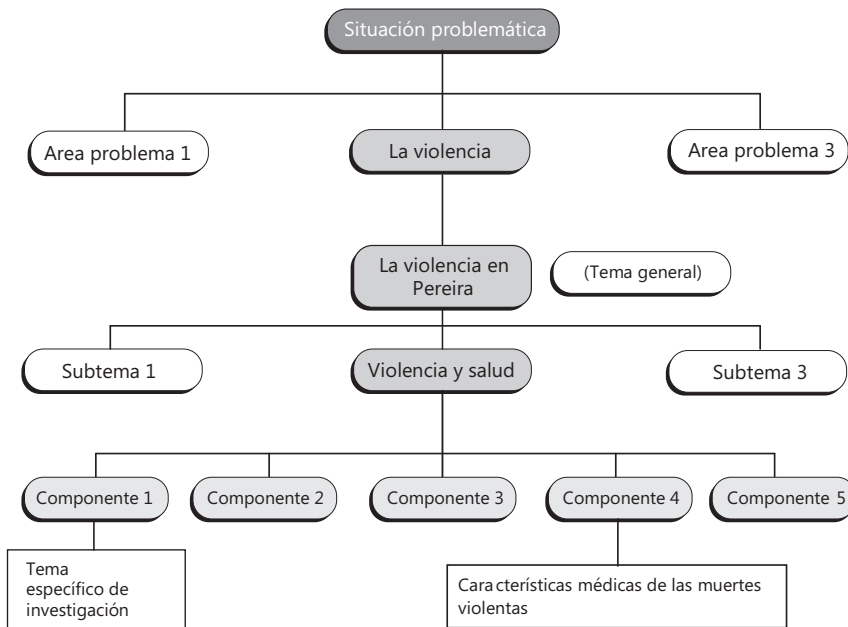 Situación problemática
Area problema 1
La violencia
Area problema 3
La violencia en
Pereira
(Tema general)
Subtema 1
Violencia y salud
Subtema 3
Componente 1
Componente 2
Componente 3
Componente 4
Componente 5
Tema
específico de
investigación
Cara cterísticas médicas de las muertes
violentas